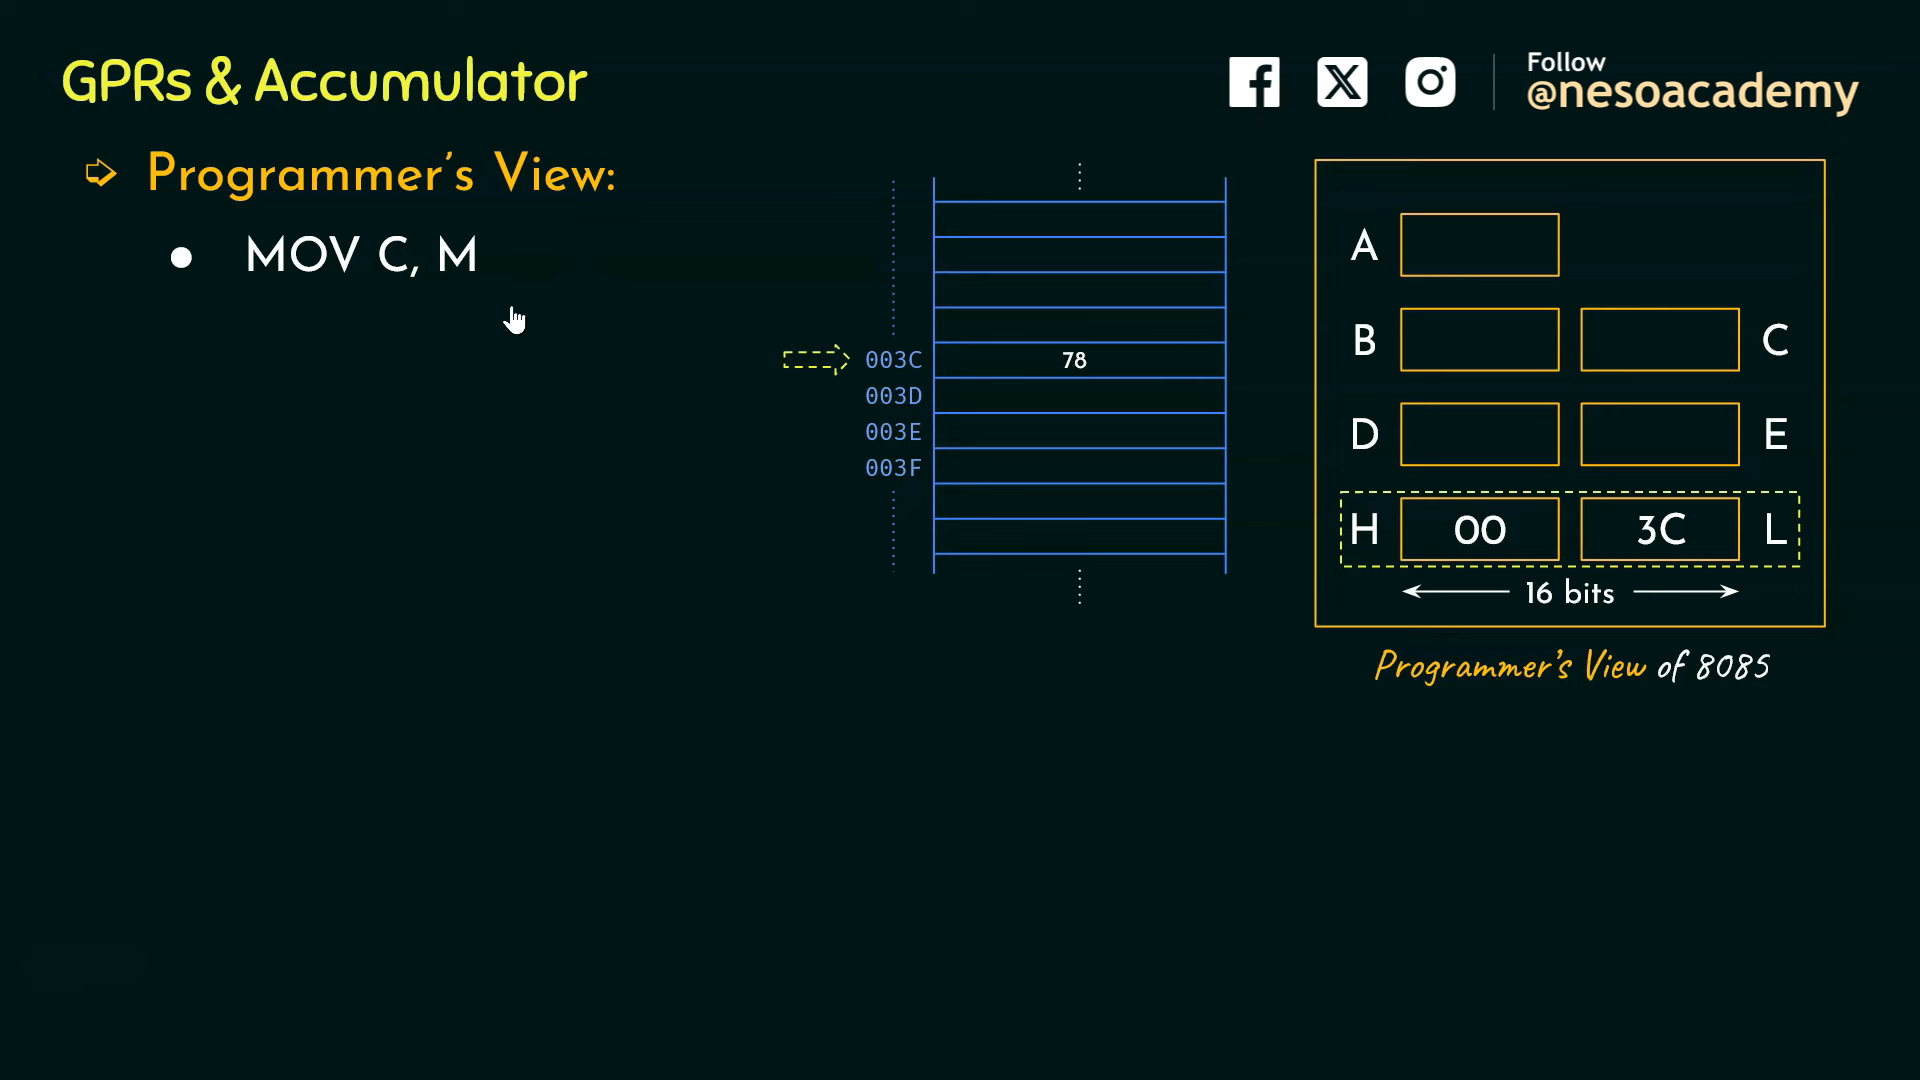 GPRs & Accumulator
Follow
@nesoacademy
➩ Programmer's View:
● MOV C, M
003C 78
003D
003E
003F
A
B C
D E
H 00 3C L
16 bits
Programmer's View of 8085